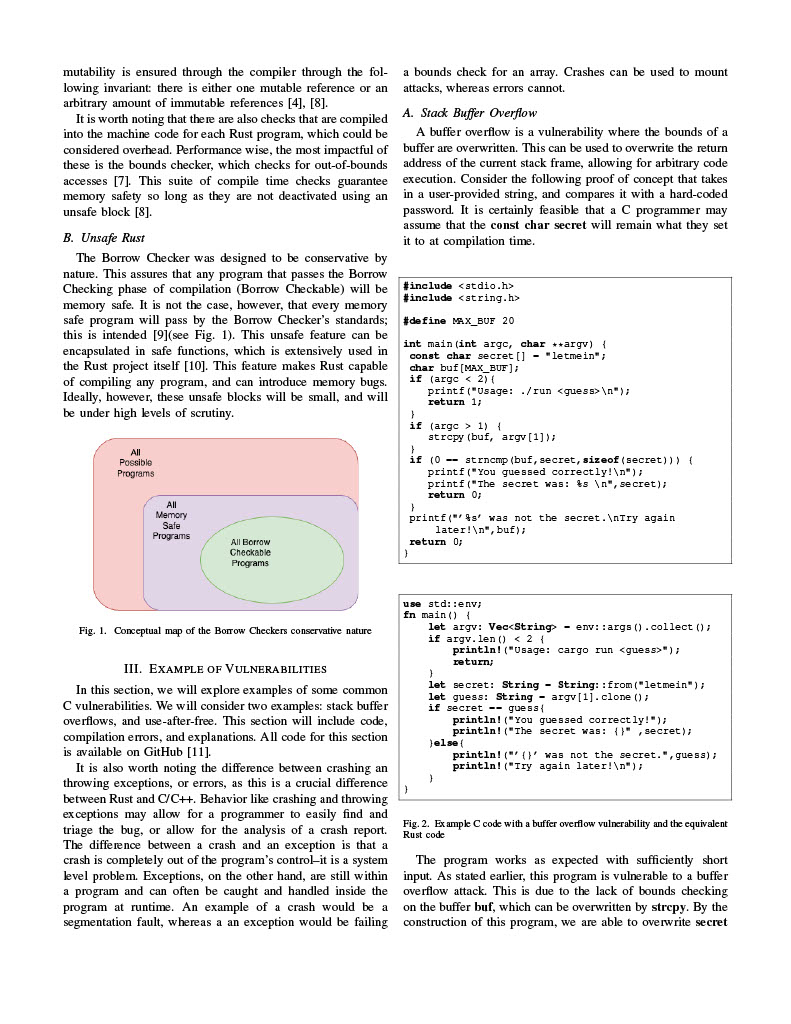 mutability is ensured through the compiler through the fol-
lowing invariant: there is either one mutable reference or an
arbitrary amount of immutable references [4], [8].
It is worth noting that there are also checks that are compiled
into the machine code for each Rust program, which could be
considered overhead. Performance wise, the most impactful of
these is the bounds checker, which checks for out-of-bounds
accesses [7]. This suite of compile time checks guarantee
memory safety so long as they are not deactivated using an
unsafe block [8].
B. Unsafe Rust
The Borrow Checker was designed to be conservative by
nature. This assures that any program that passes the Borrow
Checking phase of compilation (Borrow Checkable) will be
memory safe. It is not the case, however, that every memory
safe program will pass by the Borrow Checker's standards;
this is intended [9](see Fig. 1). This unsafe feature can be
encapsulated in safe functions, which is extensively used in
the Rust project itself [10]. This feature makes Rust capable
of compiling any program, and can introduce memory bugs.
Ideally, however, these unsafe blocks will be small, and will
be under high levels of scrutiny.
All
Possible
Programs
All
Memory
Safe
Programs
All Borrow
Checkable
Programs
Fig. 1. Conceptual map of the Borrow Checkers conservative nature
III. Example of Vulnerabilities
In this section, we will explore examples of some common
C vulnerabilities. We will consider two examples: stack buffer
overflows, and use-after-free. This section will include code,
compilation errors, and explanations. All code for this section
is available on GitHub [11].
It is also worth noting the difference between crashing an
throwing exceptions, or errors, as this is a crucial difference
between Rust and C/C++. Behavior like crashing and throwing
exceptions may allow for a programmer to easily find and
triage the bug, or allow for the analysis of a crash report.
The difference between a crash and an exception is that a
crash is completely out of the program's control–it is a system
level problem. Exceptions, on the other hand, are still within
a program and can often be caught and handled inside the
program at runtime. An example of a crash would be a
segmentation fault, whereas a an exception would be failing
a bounds check for an array. Crashes can be used to mount
attacks, whereas errors cannot.
A. Stack Buffer Overflow
A buffer overflow is a vulnerability where the bounds of a
buffer are overwritten. This can be used to overwrite the return
address of the current stack frame, allowing for arbitrary code
execution. Consider the following proof of concept that takes
in a user-provided string, and compares it with a hard-coded
password. It is certainly feasible that a C programmer may
assume that the const char secret will remain what they set
it to at compilation time.
#include <stdio.h>
#include <string.h>
#define MAX_BUF 20
int main(int argc, char **argv) {
const char secret[] = "letmein";
char buf[MAX_BUF];
if (argc < 2){
printf("Usage: ./run <guess>\n");
return 1;
}
if (argc > 1) {
strcpy(buf, argv[1]);
}
if (0 == strncmp(buf,secret,sizeof(secret))) {
printf("You guessed correctly!\n");
printf("The secret was: %s \n",secret);
return 0;
}
printf("'%s' was not the secret.\nTry again
later!\n",buf);
return 0;
}
use std::env;
fn main() {
let argv: Vec<String> = env::args().collect();
if argv.len() < 2 {
println!("Usage: cargo run <guess>");
return;
}
let secret: String = String::from("letmein");
let guess: String = argv[1].clone();
if secret == guess{
println!("You guessed correctly!");
println!("The secret was: {}" ,secret);
}else{
println!("'{}' was not the secret.",guess);
println!("Try again later!\n");
}
}
Fig. 2. Example C code with a buffer overflow vulnerability and the equivalent
Rust code
The program works as expected with sufficiently short
input. As stated earlier, this program is vulnerable to a buffer
overflow attack. This is due to the lack of bounds checking
on the buffer buf, which can be overwritten by strcpy. By the
construction of this program, we are able to overwrite secret